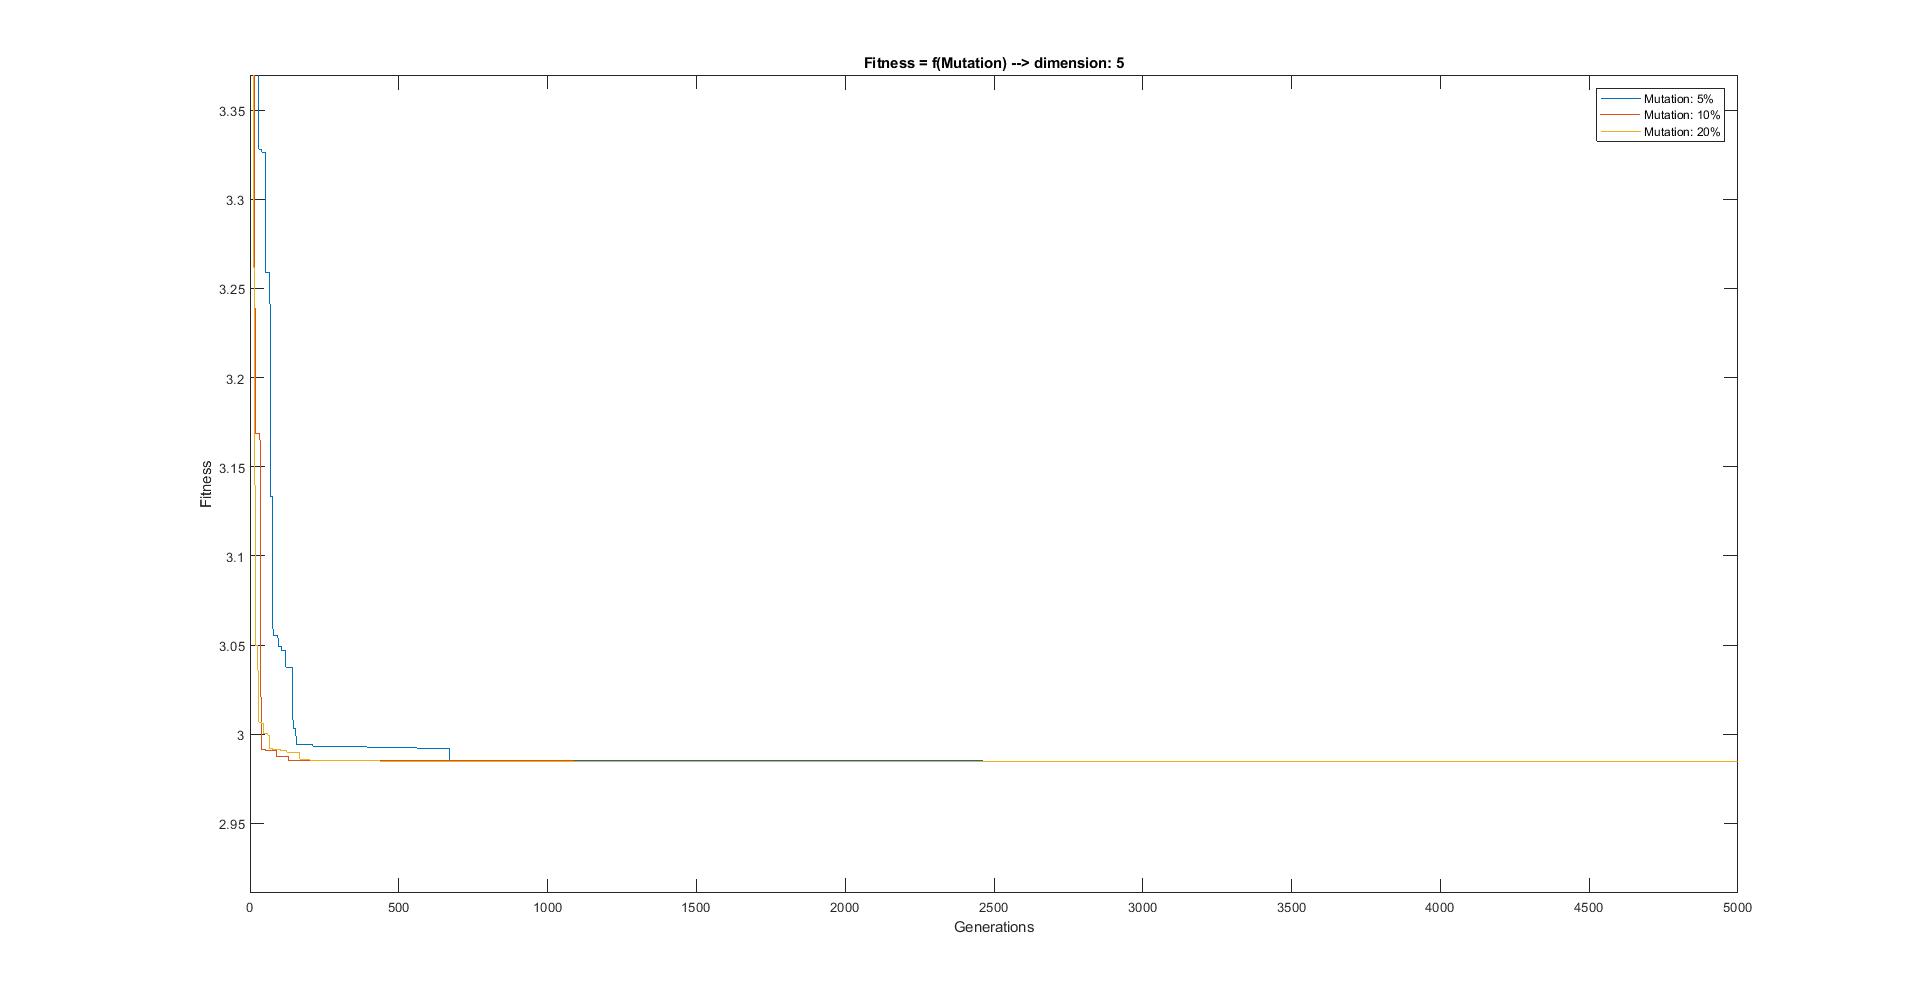 Fitness = f(Mutation) --> dimension: 5
Mutation: 5%
Mutation: 10%
Mutation: 20%
3.35
3.3
3.25
3.2
3.15
3.1
3.05
3
2.95
Fitness
0 500 1000 1500 2000 2500 3000 3500 4000 4500 5000
Generations